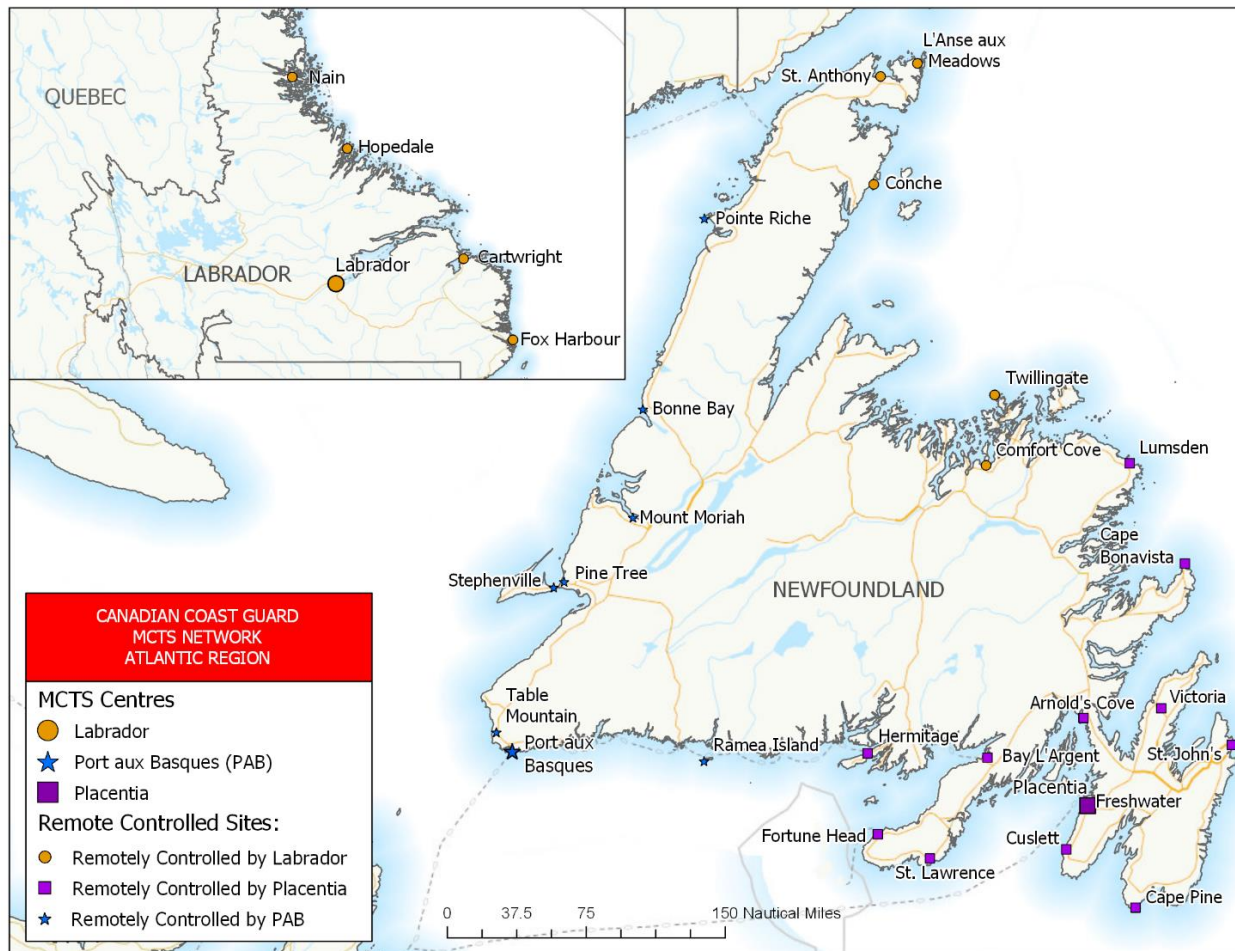 Nain
QUEBEC
Hopedale
LABRADOR
Labrador
Cartwright
Fox Harbour
L'Anse aux
Meadows
St. Anthony
Conche
Pointe Riche
Bonne Bay
Twillingate
Comfort Cove
Lumsden
Mount Moriah
Cape
Bonavista
Pine Tree
Stephenville
NEWFOUNDLAND
Table
Mountain
Port aux
Basques
Ramea Island
Hermitage
Arnold's Cove
Victoria
St. John's
Bay L'Argent
Placentia
Freshwater
Fortune Head
Cuslett
St. Lawrence
Cape Pine
CANADIAN COAST GUARD
MCTS NETWORK
ATLANTIC REGION
MCTS Centres
Labrador
Port aux Basques (PAB)
Placentia
Remote Controlled Sites:
Remotely Controlled by Labrador
Remotely Controlled by Placentia
Remotely Controlled by PAB
0 37.5 75 150 Nautical Miles